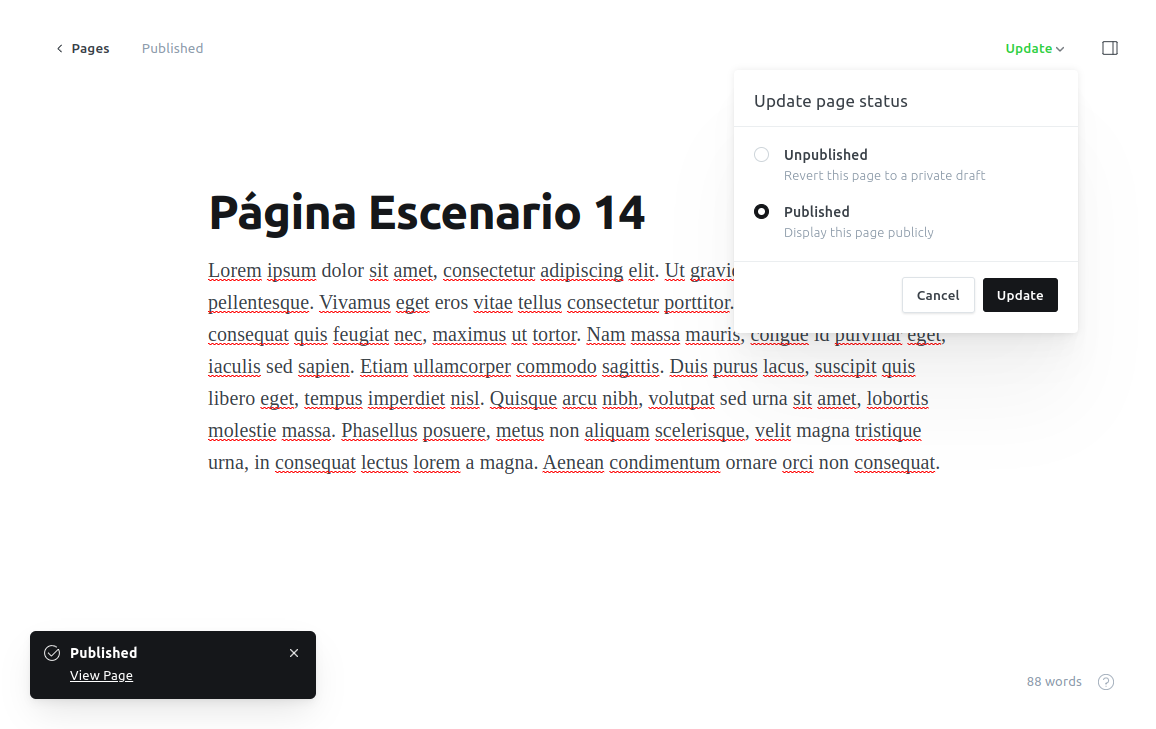 Pages
Published
Update
Update page status
Unpublished
Revert this page to a private draft
Published
Display this page publicly
Cancel
Update
Página Escenario 14
Lorem ipsum dolor sit amet, consectetur adipiscing elit. Ut
pellentesque. Vivamus eget eros vitae tellus consectetur porttitor.
consequat quis feugiat nec, maximus ut tortor. Nam massa mauris, congue id pulvinar eget,
iaculis sed sapien. Etiam ullamcorper commodo sagittis. Duis purus lacus, suscipit quis
libero eget, tempus imperdiet nisl. Quisque arcu nibh, volutpat sed urna sit amet, lobortis
molestie massa. Phasellus posuere, metus non aliquam scelerisque, velit magna tristique
urna, in consequat lectus lorem a magna. Aenean condimentum ornare orci non consequat.
Published
View Page
88 words